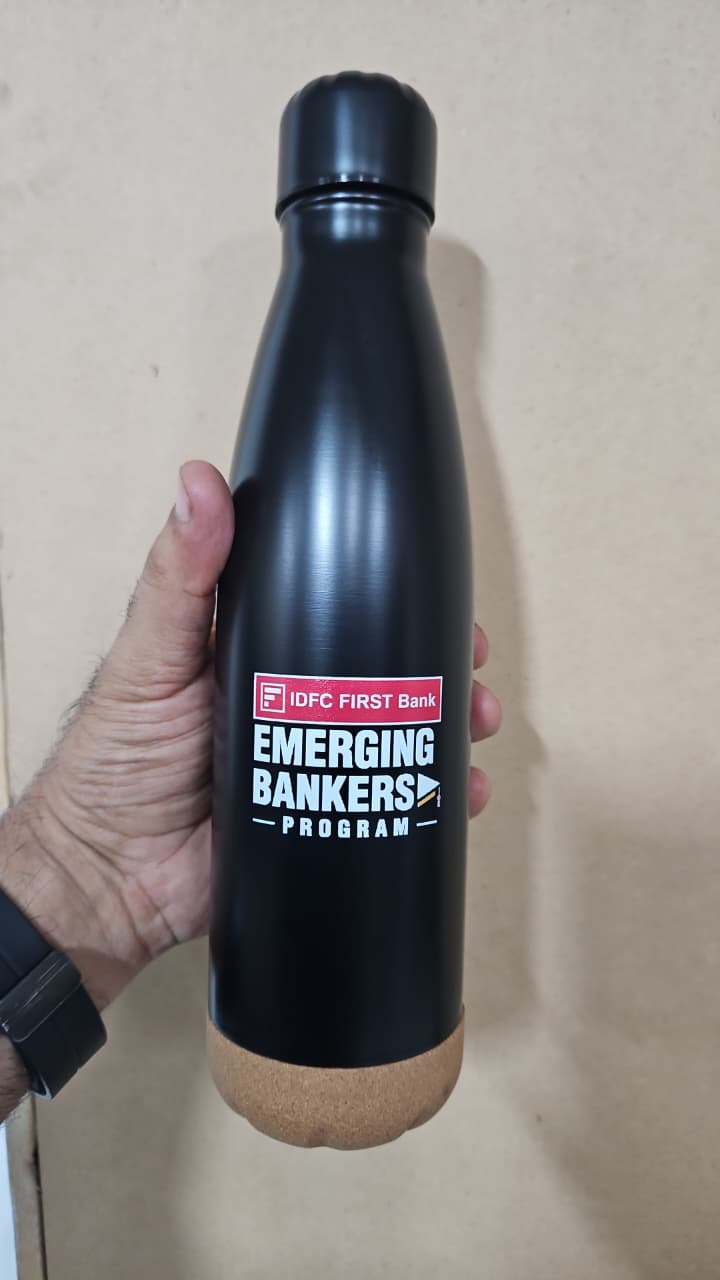 IDFC FIRST Bank
EMERGING
BANKERS
PROGRAM